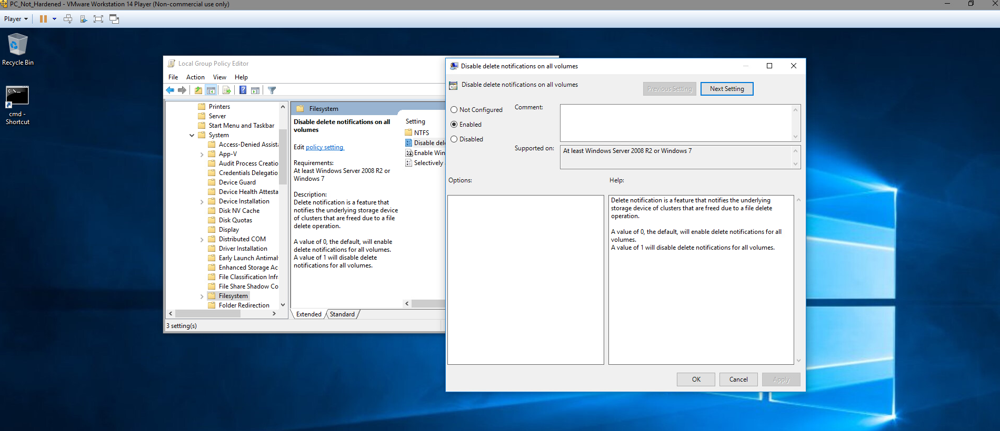 PC_Not_Hardened - VMware Workstation 14 Player (Non-commercial use only)
Player
Recycle Bin
cmd -
Shortcut
Local Group Policy Editor
File Action View Help
Printers
Server
Start Menu and Taskbar
System
Access-Denied Assista
App-V
Audit Process Creatio
Credentials Delegatio
Device Guard
Device Health Attesta
Device Installation
Disk NV Cache
Disk Quotas
Display
Distributed COM
Driver Installation
Early Launch Antimal
Enhanced Storage Ac
File Classification Infr
File Share Shadow Co
Filesystem
Folder Redirection
3 setting(s)
Filesystem
Disable delete notifications on all
volumes
Edit policy setting
Requirements:
At least Windows Server 2008 R2 or
Windows 7
Description:
Delete notification is a feature that
notifies the underlying storage device
of clusters that are freed due to a file
delete operation.
A value of 0, the default, will enable
delete notifications for all volumes.
A value of 1 will disable delete
notifications for all volumes.
Setting
NTFS
Disable dele
Enable Win
Selectively
Extended
Standard
Disable delete notifications on all volumes
Disable delete notifications on all volumes
Previous Setting
Next Setting
Not Configured
Enabled
Disabled
Comment:
Supported on:
At least Windows Server 2008 R2 or Windows 7
Options:
Help:
Delete notification is a feature that notifies the underlying
storage device of clusters that are freed due to a file delete
operation.
A value of 0, the default, will enable delete notifications for all
volumes.
A value of 1 will disable delete notifications for all volumes.
OK
Cancel
Apply